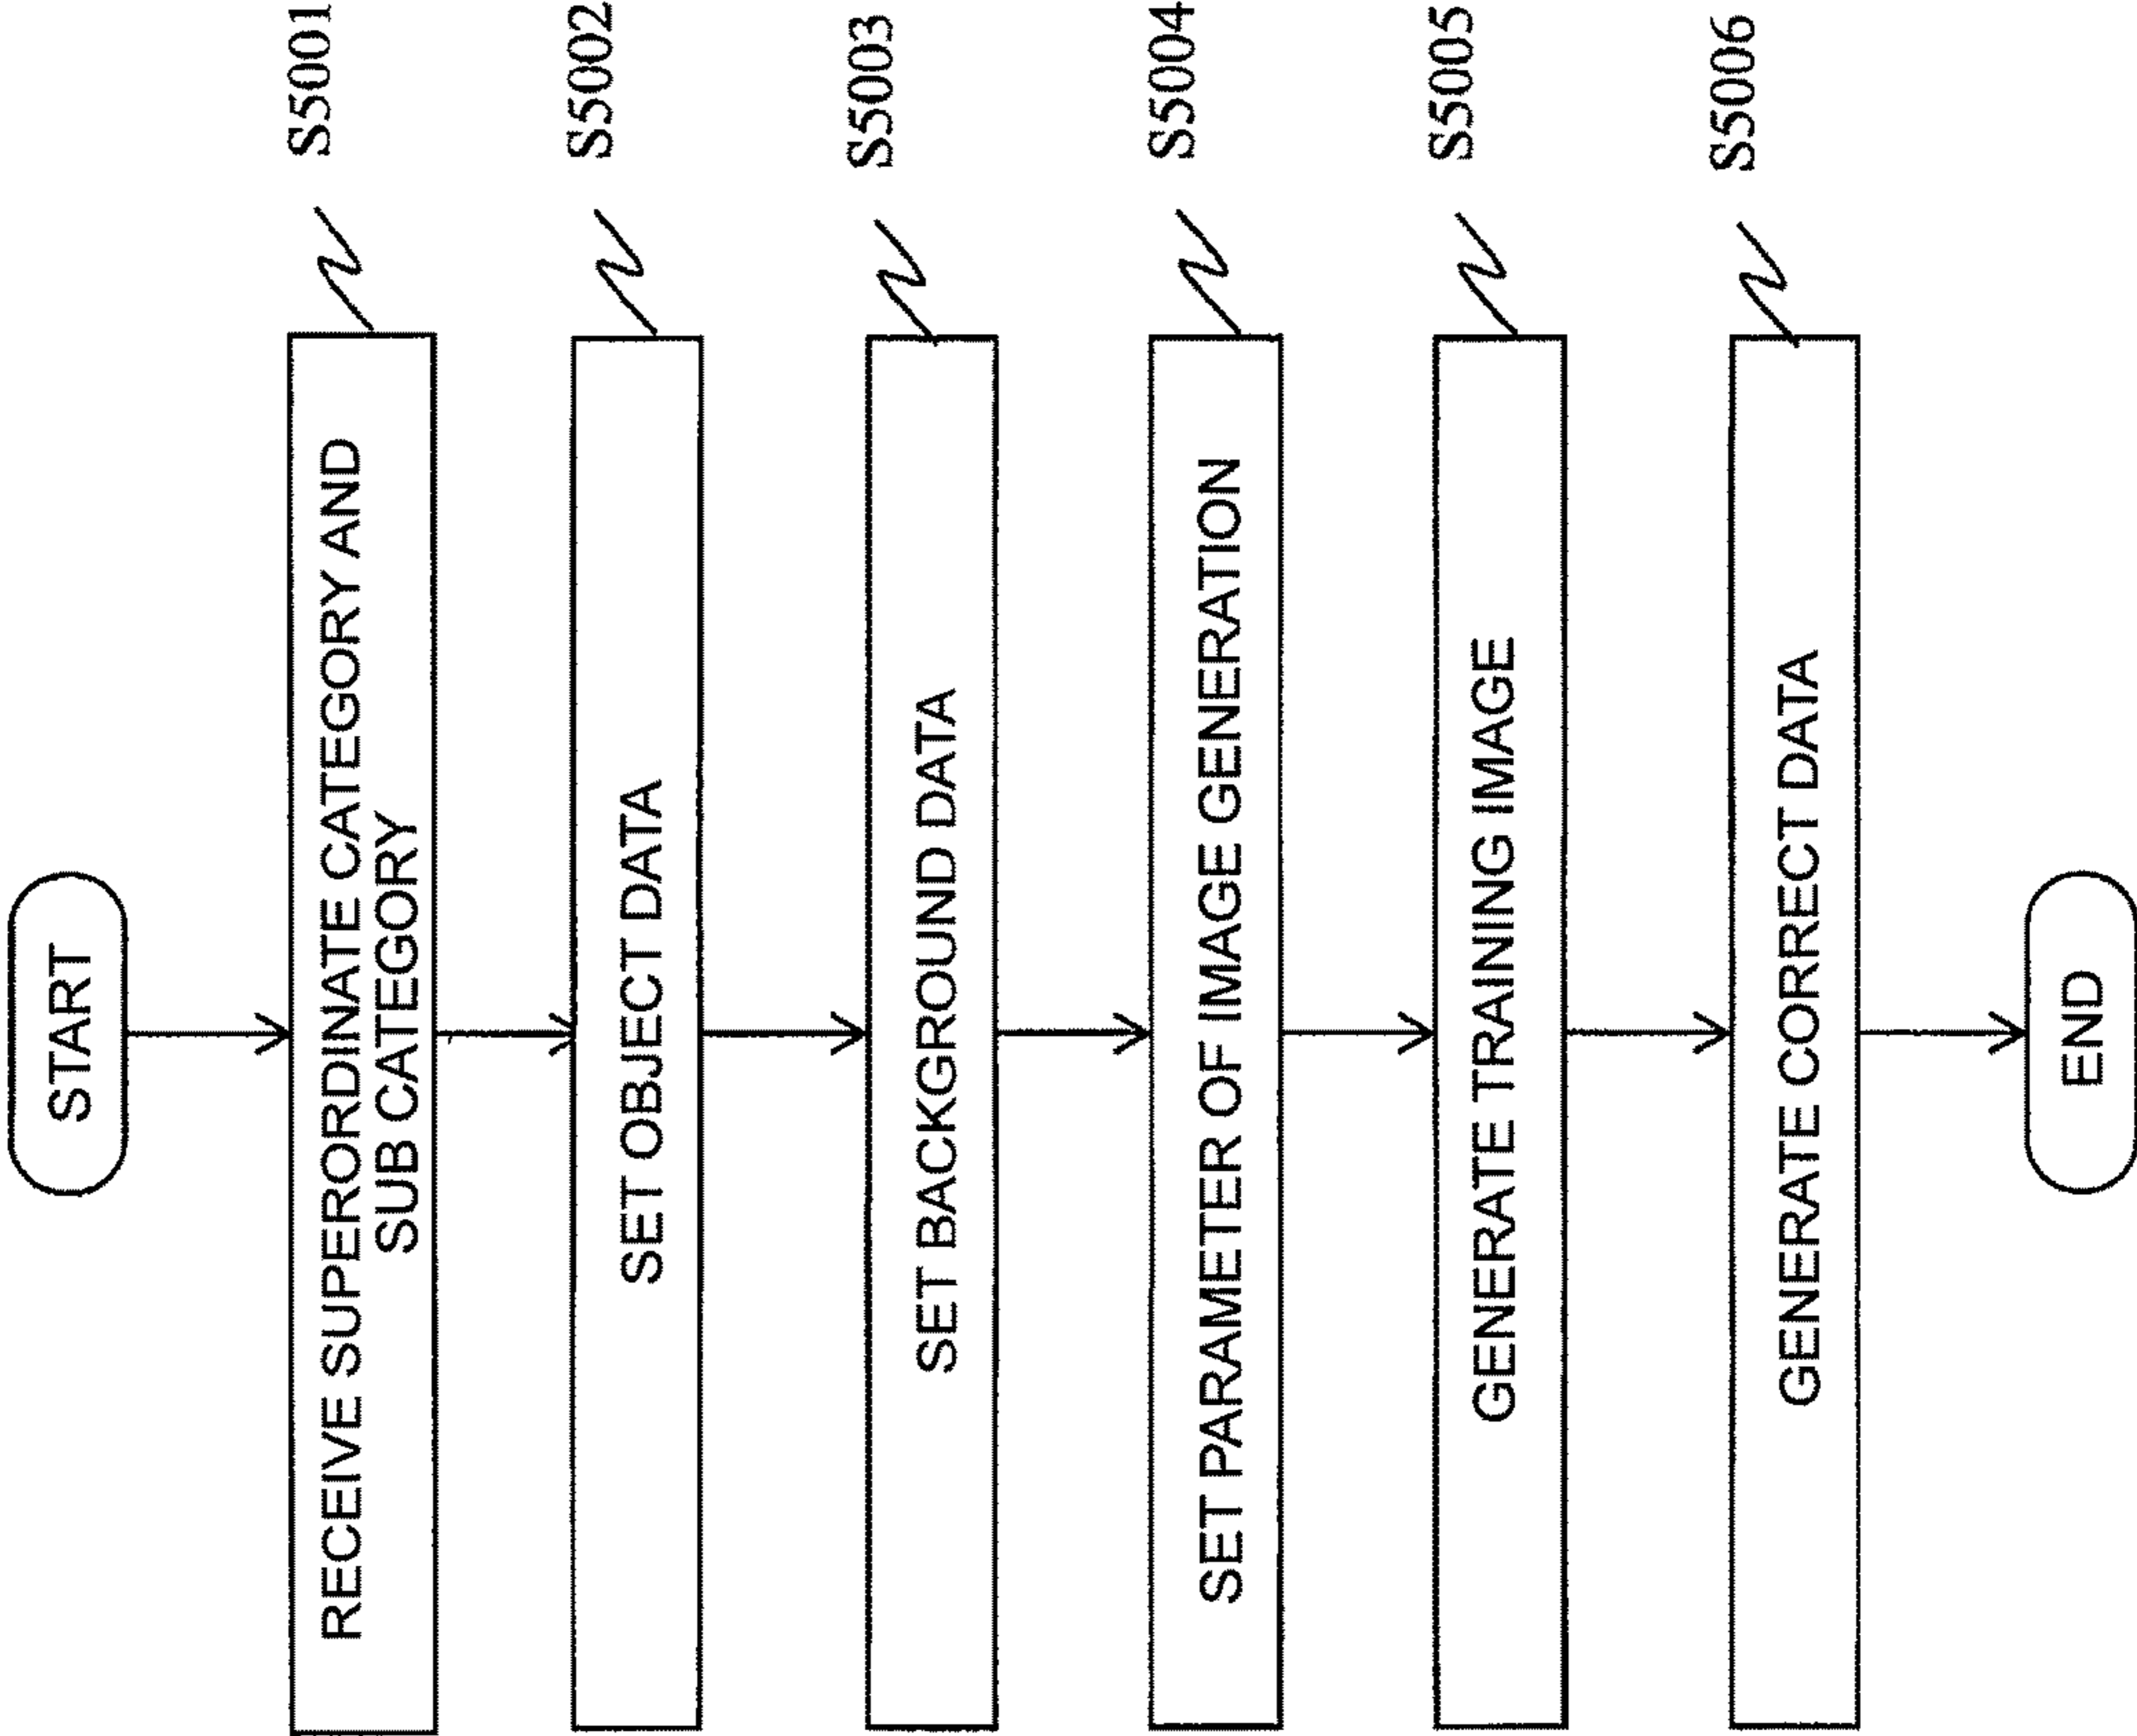 START
RECEIVE SUPERORDINATE CATEGORY AND
SUB CATEGORY
S5001
SET OBJECT DATA
S5002
SET BACKGROUND DATA
S5003
SET PARAMETER OF IMAGE GENERATION
S5004
GENERATE TRAINING IMAGE
S5005
GENERATE CORRECT DATA
S5006
END